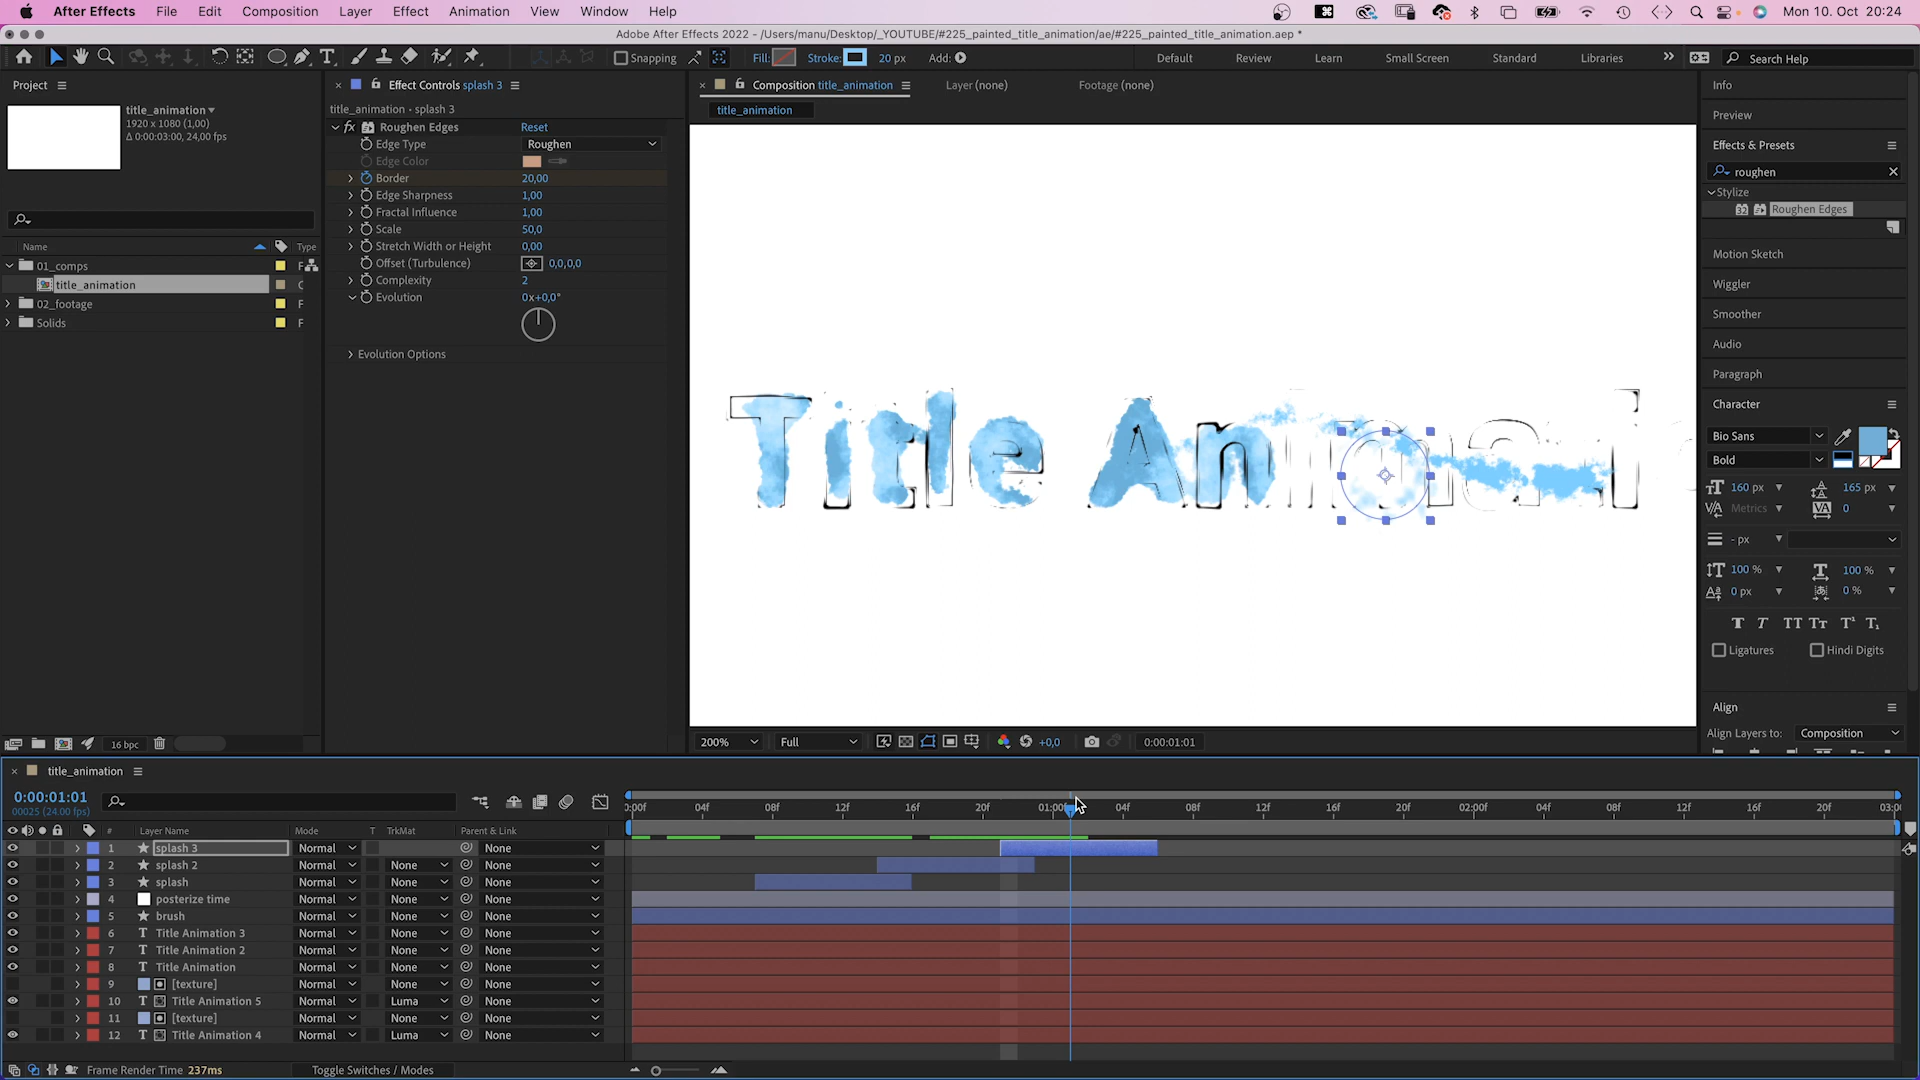 After Effects File Edit Composition Layer Effect Animation View Window Help Mon 10. Oct 20:24
Adobe After Effects 2022 - /Users/manu/Desktop/_YOUTUBE/#225_painted_title_animation/ae/#225_painted_title_animation.aep *
Snapping Fill: Stroke: 20 px Add: Default Review Learn Small Screen Standard Libraries Search Help
Project
title_animation
1920 x 1080 (1,00)
Δ 0:00:03:00, 24,00 fps
Name Type
01_comps F
title_animation C
02_footage F
Solids F
16 bpc
Effect Controls splash 3
title_animation • splash 3
fx Roughen Edges Reset
Edge Type Roughen
Edge Color
Border 20,00
Edge Sharpness 1,00
Fractal Influence 1,00
Scale 50,0
Stretch Width or Height 0,00
Offset (Turbulence) 0,0,0,0
Complexity 2
Evolution 0x+0,0°
Evolution Options
Composition title_animation Layer (none) Footage (none)
title_animation
Title Animati
200% Full +0,0 0:00:01:01
Info
Preview
Effects & Presets
roughen
Stylize
32 Roughen Edges
Motion Sketch
Wiggler
Smoother
Audio
Paragraph
Character
Bio Sans
Bold
160 px 165 px
Metrics 0
- px
100 % 100 %
0 px 0 %
T T TT Tt T¹ T₁
Ligatures Hindi Digits
Align
Align Layers to: Composition
title_animation
0:00:01:01
00025 (24.00 fps)
0:00f 04f 08f 12f 16f 20f 01:00f 04f 08f 12f 16f 20f 02:00f 04f 08f 12f 16f 20f 03:0
# Layer Name Mode T TrkMat Parent & Link
1 splash 3 Normal None
2 splash 2 Normal None None
3 splash Normal None None
4 posterize time Normal None None
5 brush Normal None None
6 T Title Animation 3 Normal None None
7 T Title Animation 2 Normal None None
8 T Title Animation Normal None None
9 [texture] Normal None None
10 T Title Animation 5 Normal Luma None
11 [texture] Normal None None
12 T Title Animation 4 Normal Luma None
Frame Render Time 237ms Toggle Switches / Modes